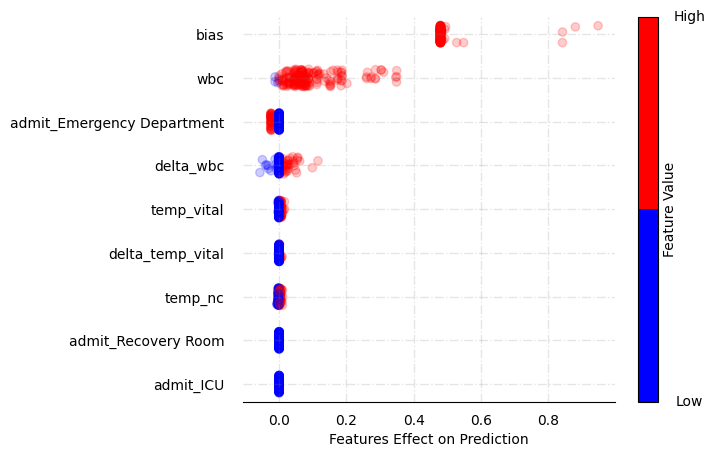 High
bias
wbc
admit_Emergency Department
delta_wbc
temp_vital
delta_temp_vital
temp_nc
admit_Recovery Room
admit_ICU
Feature Value
Low
0.0 0.2 0.4 0.6 0.8
Features Effect on Prediction